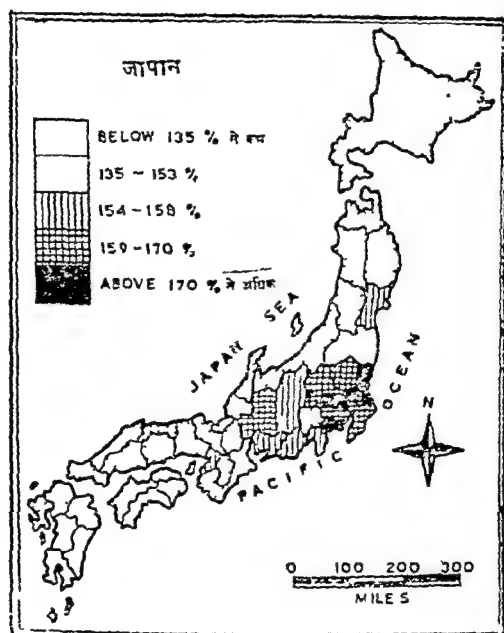 जापान
BELOW 135 % से कम
135 – 153 %
154 – 158 %
159 – 170 %
ABOVE 170 % से अधिक
JAPAN SEA
PACIFIC OCEAN
N
0 100 200 300
MILES